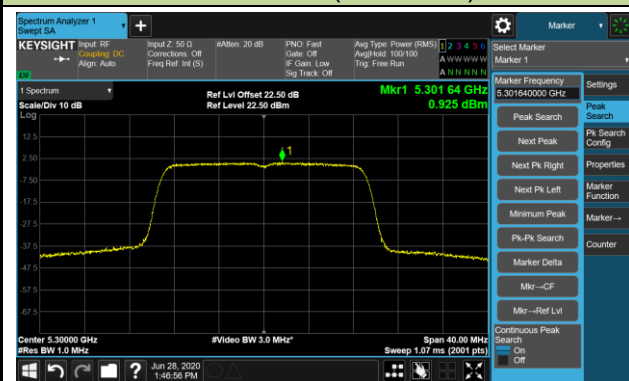 Spectrum Analyzer 1
Swept SA
Marker
KEYSIGHT
Input: RF
Coupling: DC
Align: Auto
Input Z: 50 Ω
Corrections: Off
Freq Ref: Int (S)
#Atten: 20 dB
PNO: Fast
Gate: Off
IF Gain: Low
Sig Track: Off
Avg Type: Power (RMS)
Avg|Hold: 100/100
Trig: Free Run
1 2 3 4 5 6
A W W W W W
A N N N N N
Select Marker
Marker 1
1 Spectrum
Scale/Div 10 dB
Log
Ref Lvl Offset 22.50 dB
Ref Level 22.50 dBm
Mkr1 5.301 64 GHz
0.925 dBm
12.5
2.50
-7.50
-17.5
-27.5
-37.5
-47.5
-57.5
-67.5
1
Center 5.30000 GHz
#Res BW 1.0 MHz
#Video BW 3.0 MHz*
Span 40.00 MHz
Sweep 1.07 ms (2001 pts)
Marker Frequency
5.301640000 GHz
Peak Search
Next Peak
Next Pk Right
Next Pk Left
Minimum Peak
Pk-Pk Search
Marker Delta
Mkr→CF
Mkr→Ref Lvl
Continuous Peak
Search
On
Off
Settings
Peak
Search
Pk Search
Config
Properties
Marker
Function
Marker→
Counter
Jun 28, 2020
1:46:56 PM